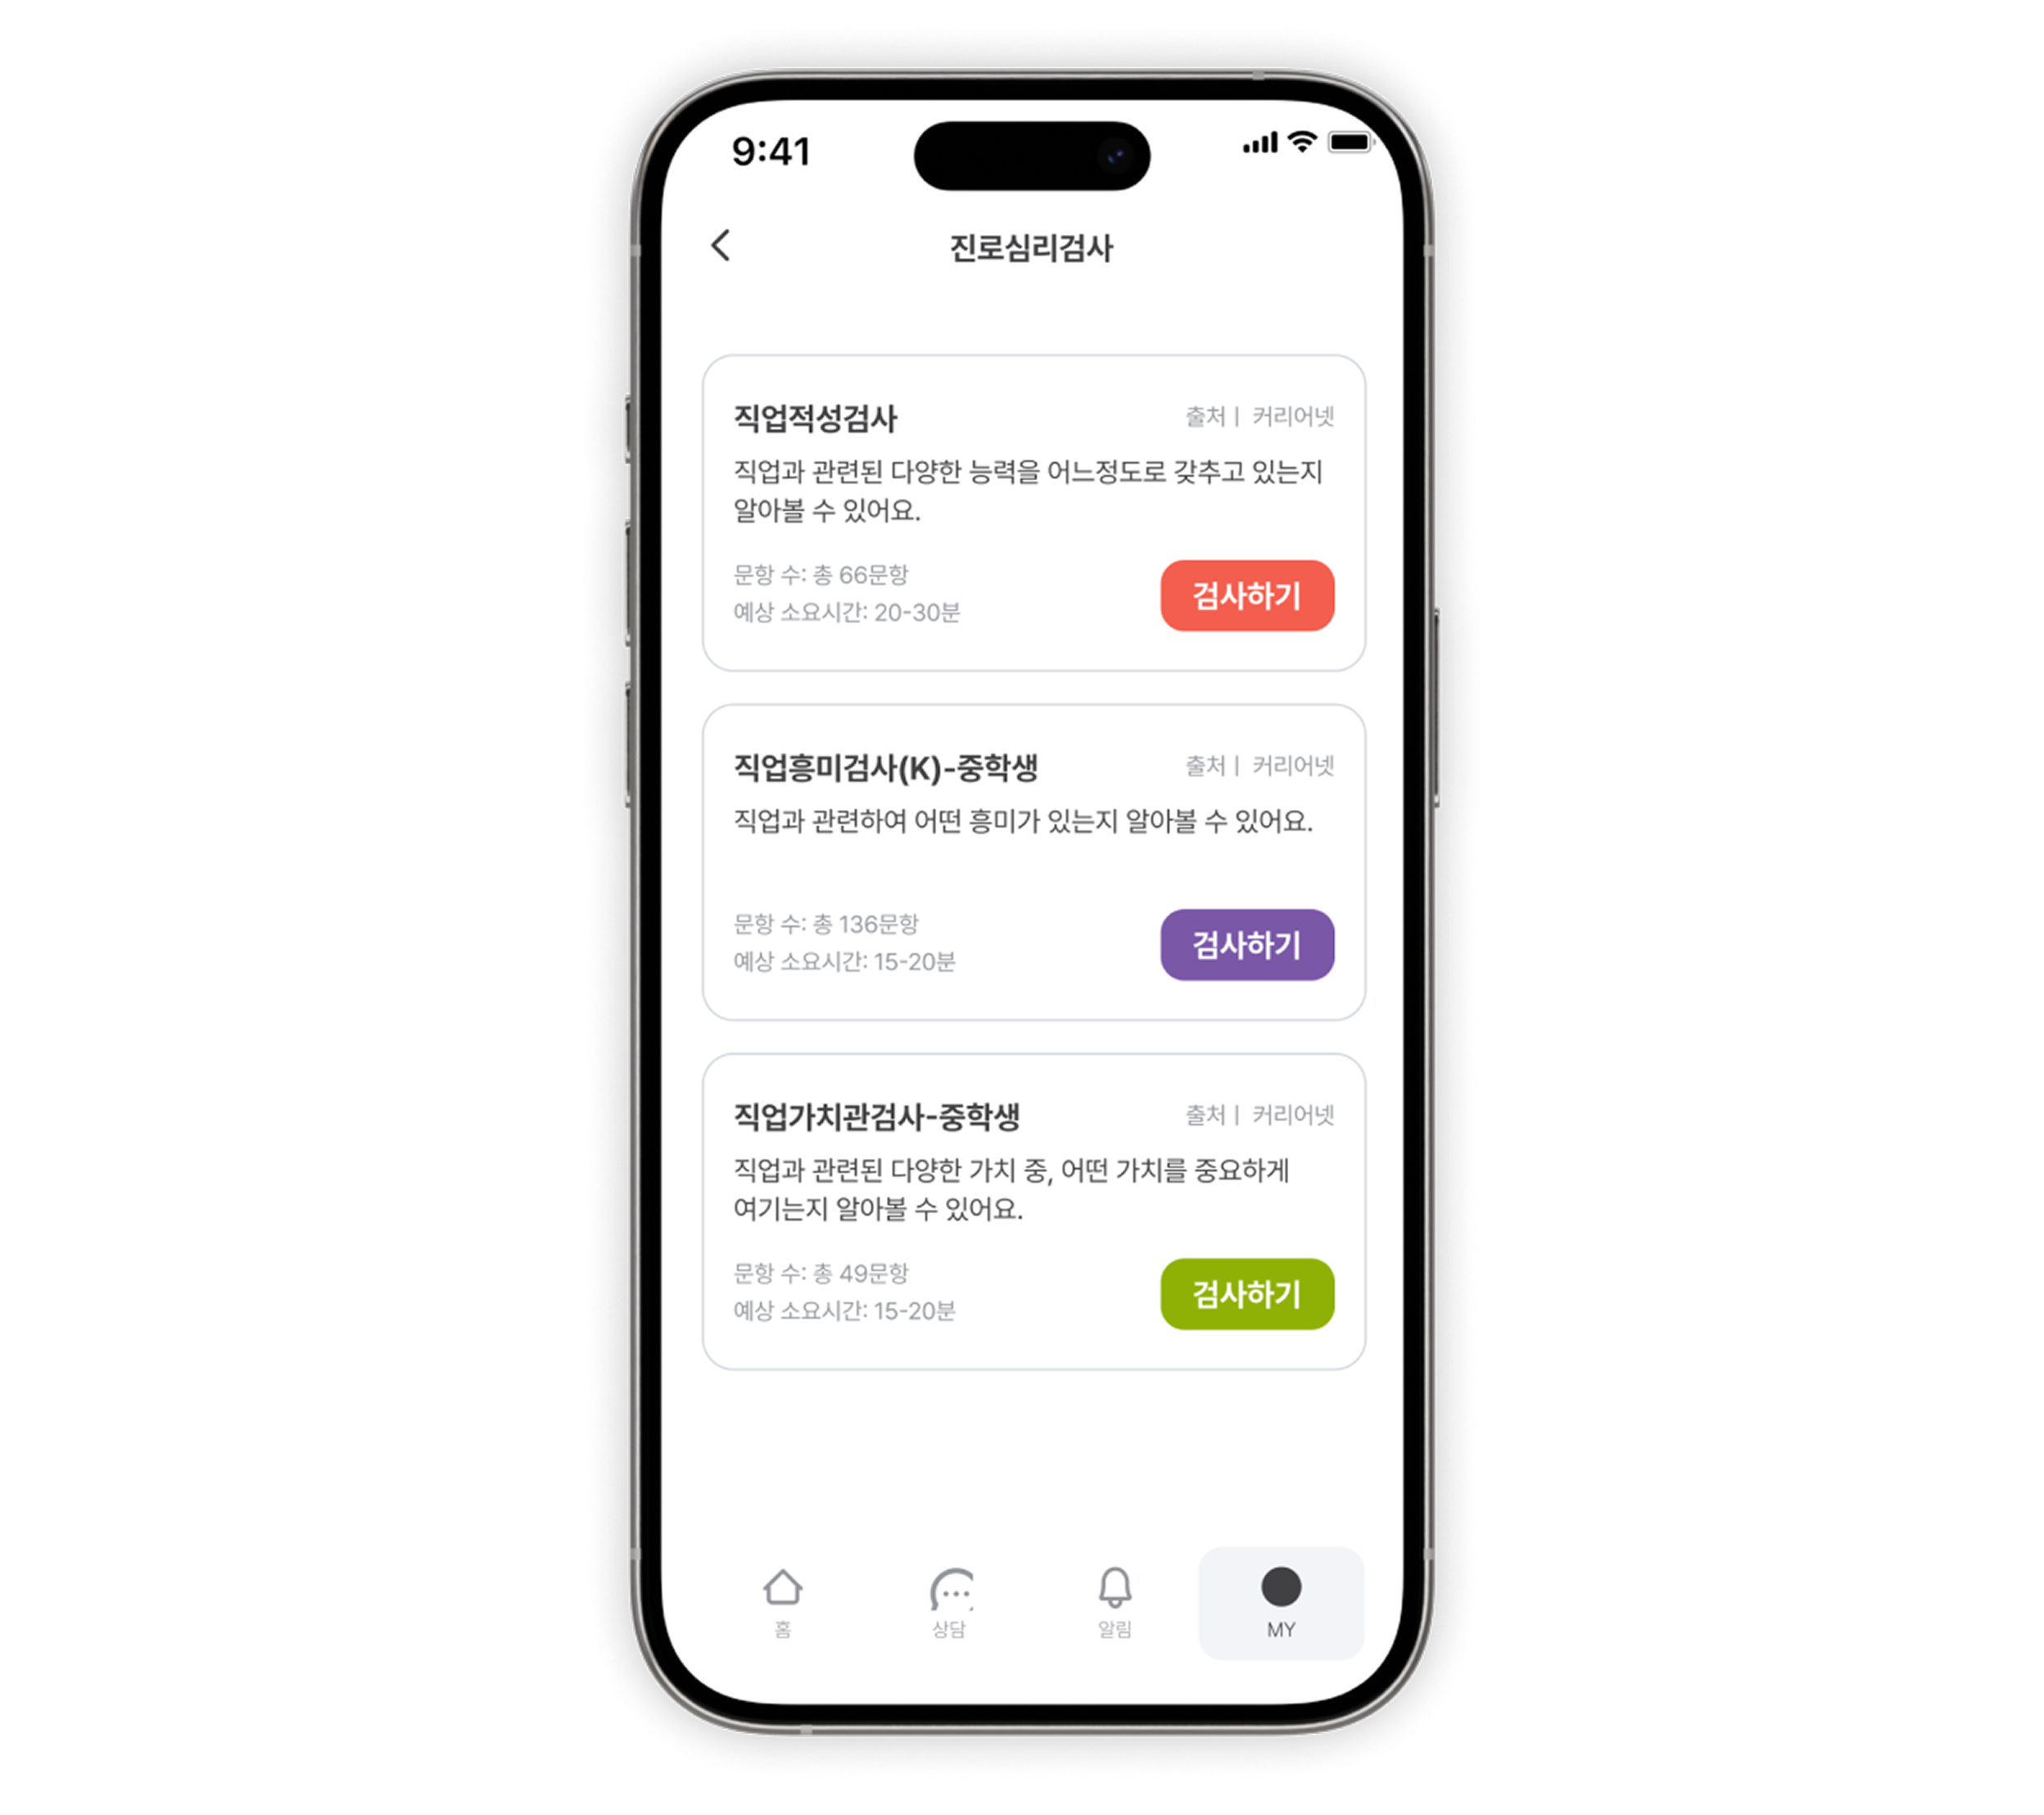 9:41
진로심리검사
직업적성검사
출처ㅣ 커리어넷
직업과 관련된 다양한 능력을 어느정도로 갖추고 있는지
알아볼 수 있어요.
문항 수: 총 66문항
예상 소요시간: 20-30분
검사하기
직업흥미검사(K)-중학생
출처ㅣ 커리어넷
직업과 관련하여 어떤 흥미가 있는지 알아볼 수 있어요.
문항 수: 총 136문항
예상 소요시간: 15-20분
검사하기
직업가치관검사-중학생
출처ㅣ 커리어넷
직업과 관련된 다양한 가치 중, 어떤 가치를 중요하게
여기는지 알아볼 수 있어요.
문항 수: 총 49문항
예상 소요시간: 15-20분
검사하기
홈
상담
알림
MY